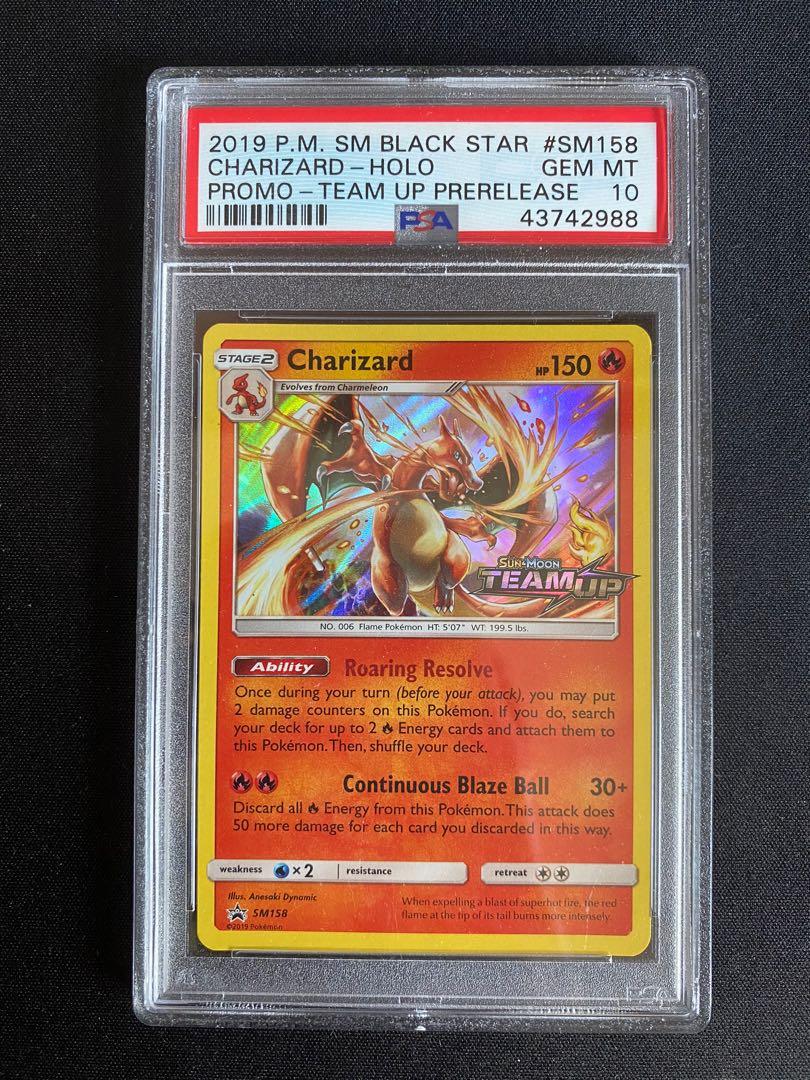 2019 P.M. SM BLACK STAR #SM158
CHARIZARD - HOLO GEM MT
PROMO - TEAM UP PRERELEASE 10
PSA 43742988
STAGE2 Charizard HP150
Evolves from Charmeleon
SUN & MOON
TEAM UP
NO. 006 Flame Pokémon HT: 5'07" WT: 199.5 lbs.
Ability Roaring Resolve
Once during your turn (before your attack), you may put
2 damage counters on this Pokémon. If you do, search
your deck for up to 2 Energy cards and attach them to
this Pokémon. Then, shuffle your deck.
Continuous Blaze Ball 30+
Discard all Energy from this Pokémon. This attack does
50 more damage for each card you discarded in this way.
weakness ×2 resistance retreat
Illus. Anesaki Dynamic
SM158
©2019 Pokémon
When expelling a blast of superhot fire, the red
flame at the tip of its tail burns more intensely.